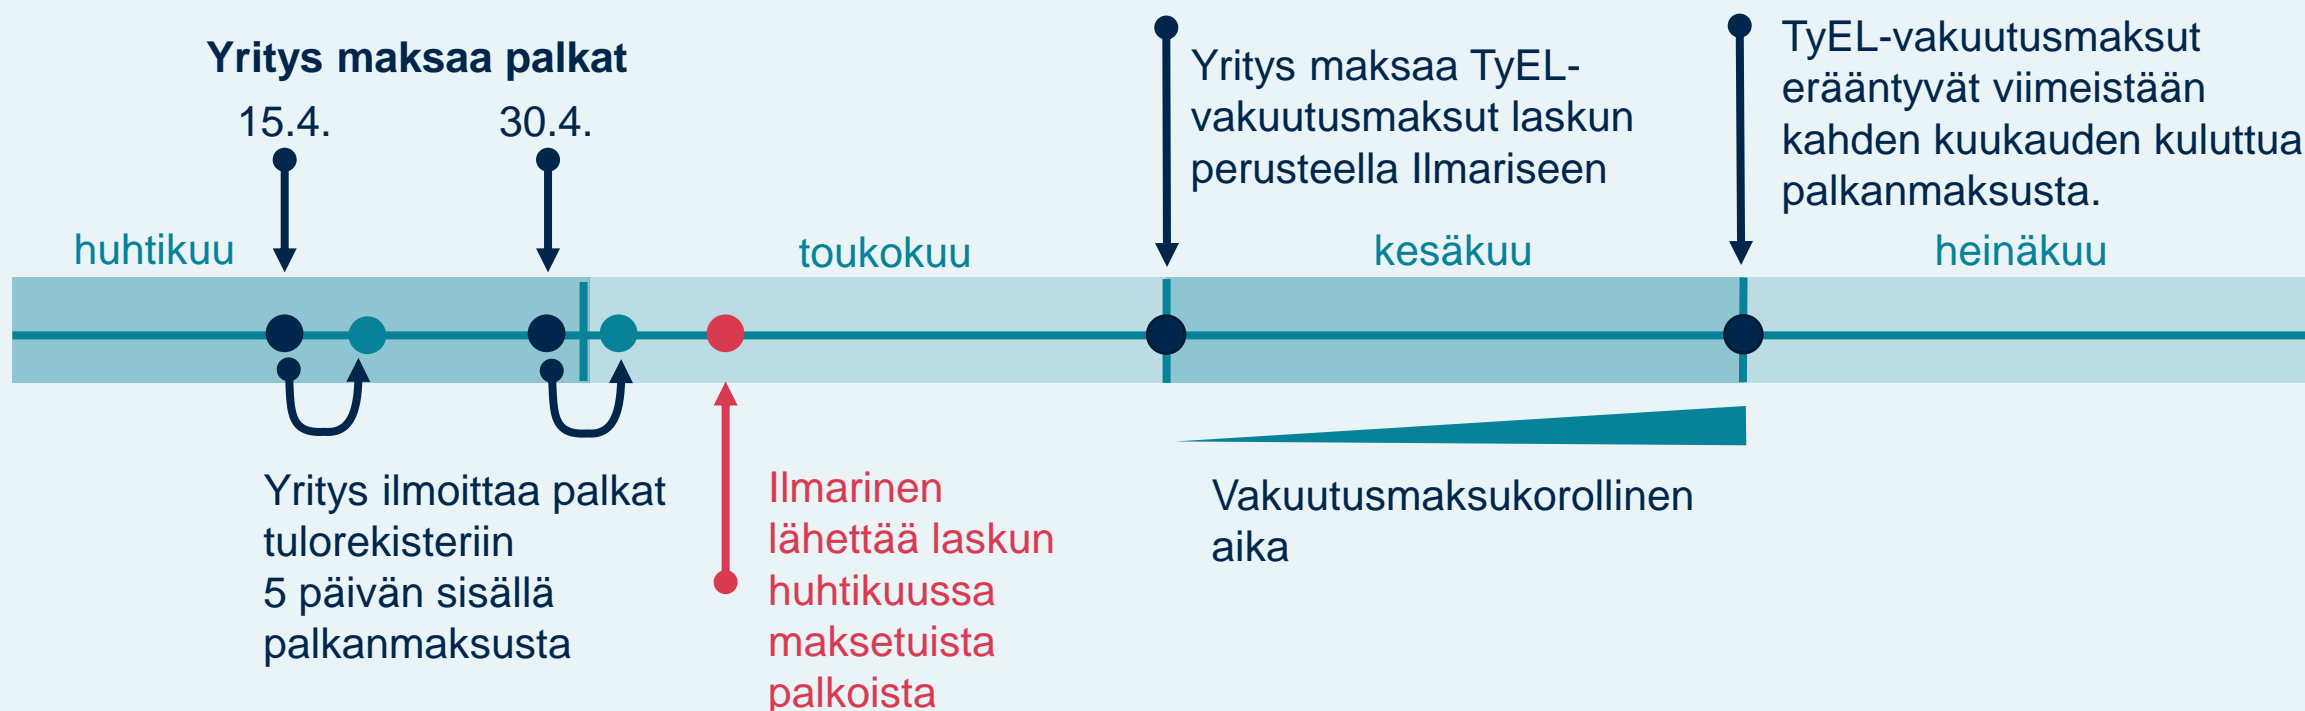 Yritys maksaa palkat
15.4.
30.4.
Yritys maksaa TyEL-
vakuutusmaksut laskun
perusteella Ilmariseen
TyEL-vakuutusmaksut
erääntyvät viimeistään
kahden kuukauden kuluttua
palkanmaksusta.
huhtikuu
toukokuu
kesäkuu
heinäkuu
Yritys ilmoittaa palkat
tulorekisteriin
5 päivän sisällä
palkanmaksusta
Ilmarinen
lähettää laskun
huhtikuussa
maksetuista
palkoista
Vakuutusmaksukorollinen
aika